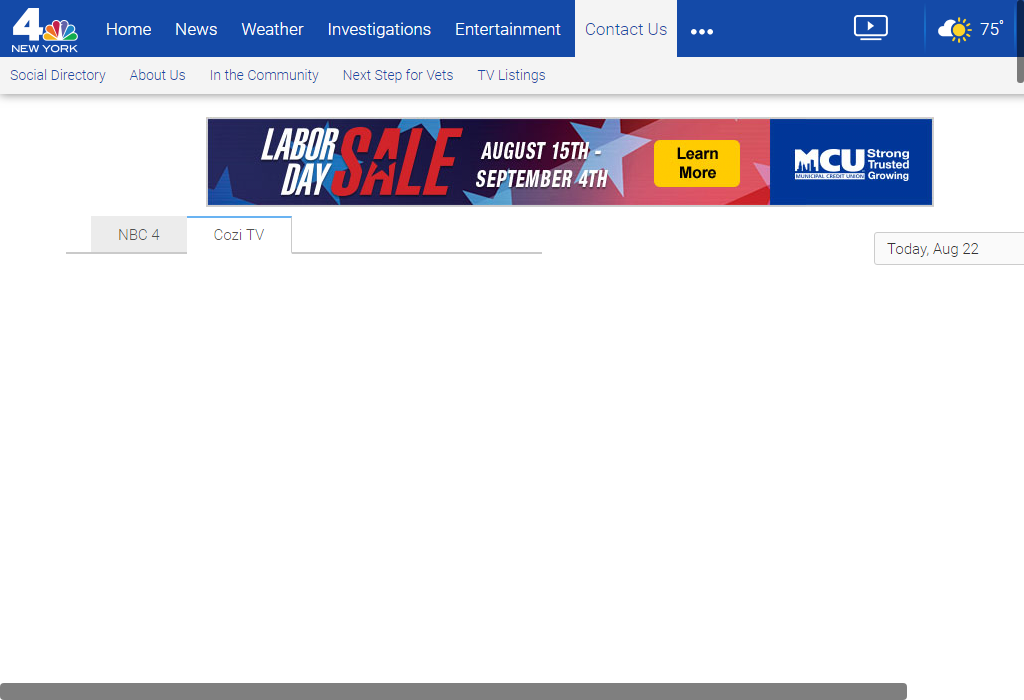 4
NEW YORK
Home News Weather Investigations Entertainment Contact Us ••• 75°
Social Directory About Us In the Community Next Step for Vets TV Listings
LABOR DAY SALE
AUGUST 15TH -
SEPTEMBER 4TH
Learn
More
MCU
MUNICIPAL CREDIT UNION
Strong
Trusted
Growing
NBC 4 Cozi TV
Today, Aug 22